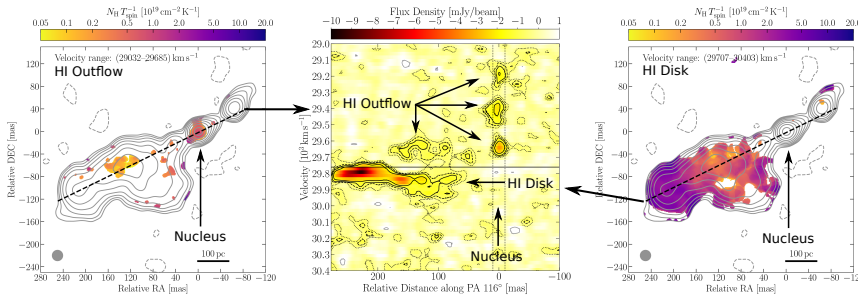 N_H T_spin^-1 [10^19 cm^-2 K^-1]
0.05 0.1 0.2 0.5 1.0 2.0 5.0 10.0 20.0
Velocity range: (29032–29685) km s^-1
HI Outflow
Relative DEC [mas]
120
80
40
0
−40
−80
−120
−160
−200
−240
Nucleus
100 pc
280 240 200 160 120 80 40 0 −40 −80 −120
Relative RA [mas]
Flux Density [mJy/beam]
−10 −9 −8 −7 −6 −5 −4 −3 −2 −1 0
Velocity [10^3 km s^-1]
29.0
29.1
29.2
29.3
29.4
29.5
29.6
29.7
29.8
29.9
30.0
30.1
30.2
30.3
30.4
HI Outflow
HI Disk
Nucleus
300 200 100 0 −100
Relative Distance along PA 116° [mas]
N_H T_spin^-1 [10^19 cm^-2 K^-1]
0.05 0.1 0.2 0.5 1.0 2.0 5.0 10.0 20.0
Velocity range: (29707–30403) km s^-1
HI Disk
Relative DEC [mas]
120
80
40
0
−40
−80
−120
−160
−200
−240
Nucleus
100 pc
280 240 200 160 120 80 40 0 −40 −80 −120
Relative RA [mas]